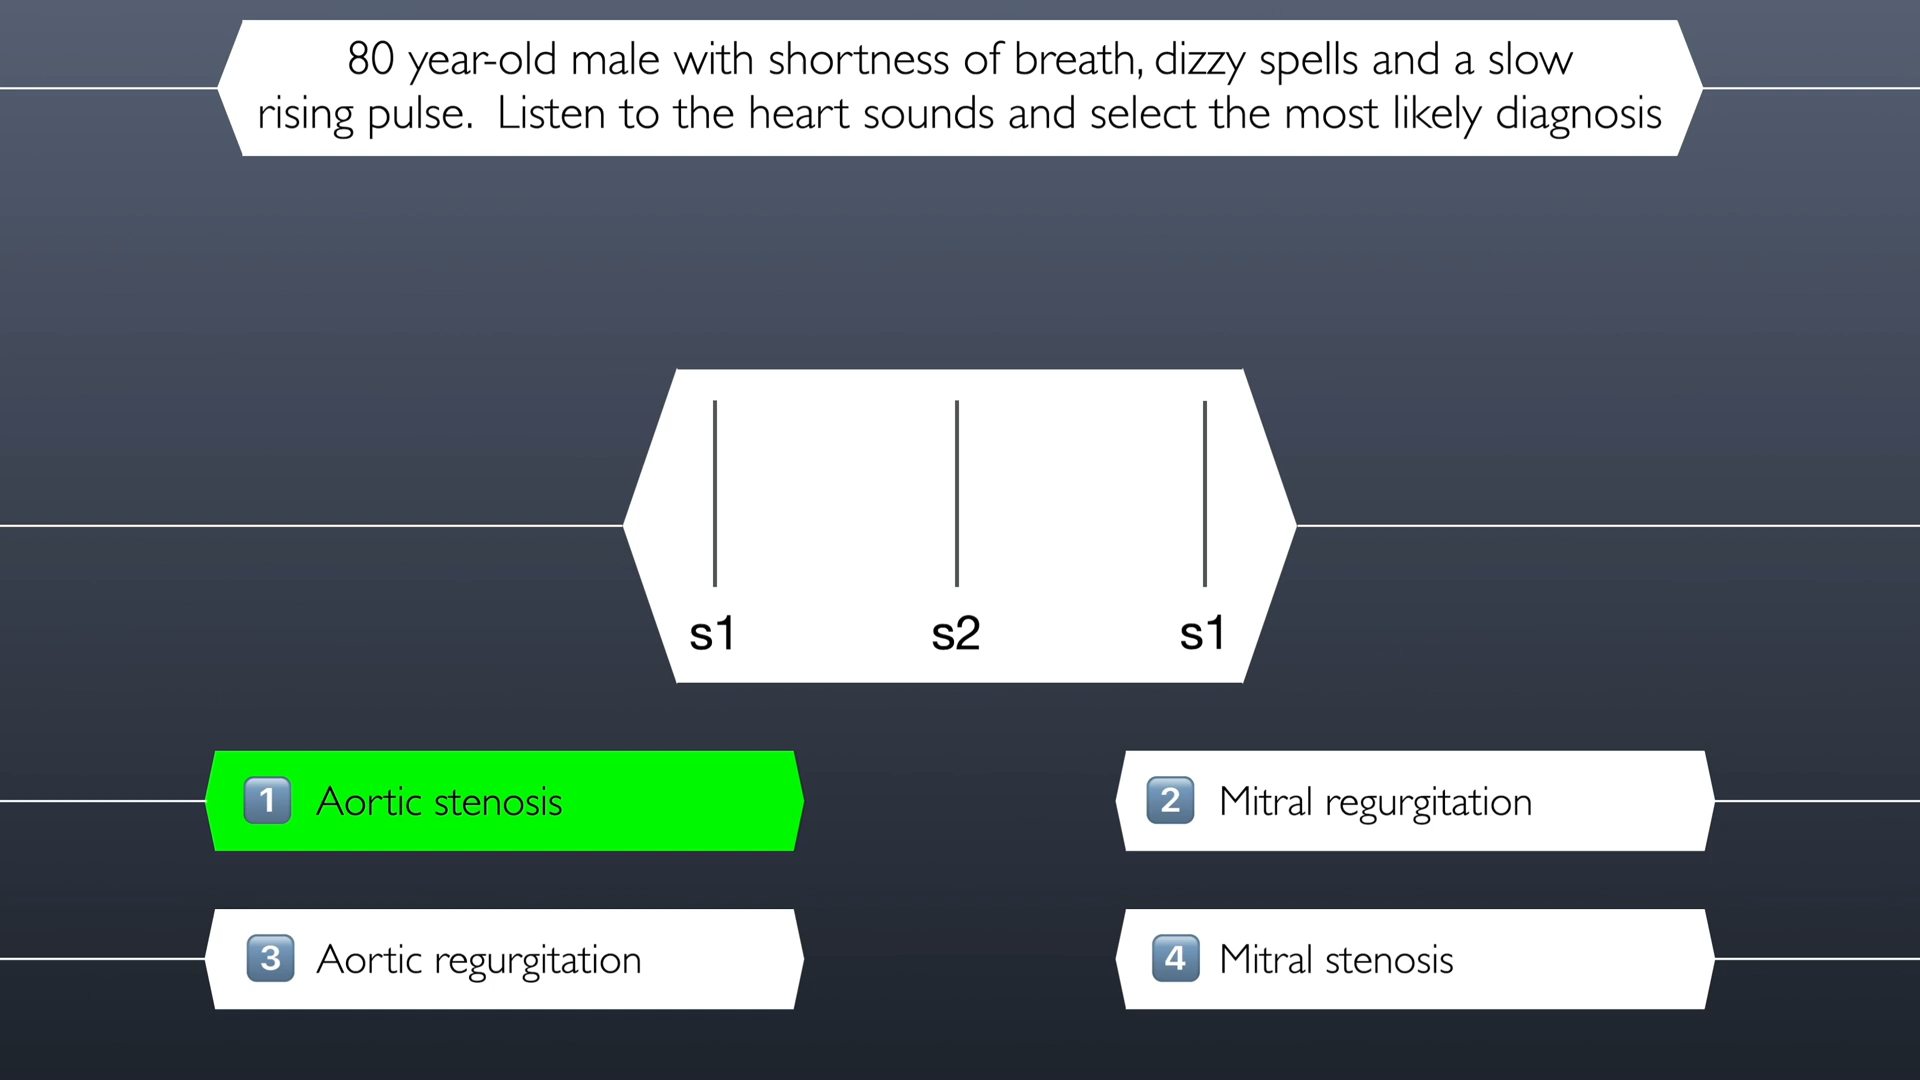 80 year-old male with shortness of breath, dizzy spells and a slow
rising pulse. Listen to the heart sounds and select the most likely diagnosis
s1 s2 s1
1 Aortic stenosis
2 Mitral regurgitation
3 Aortic regurgitation
4 Mitral stenosis